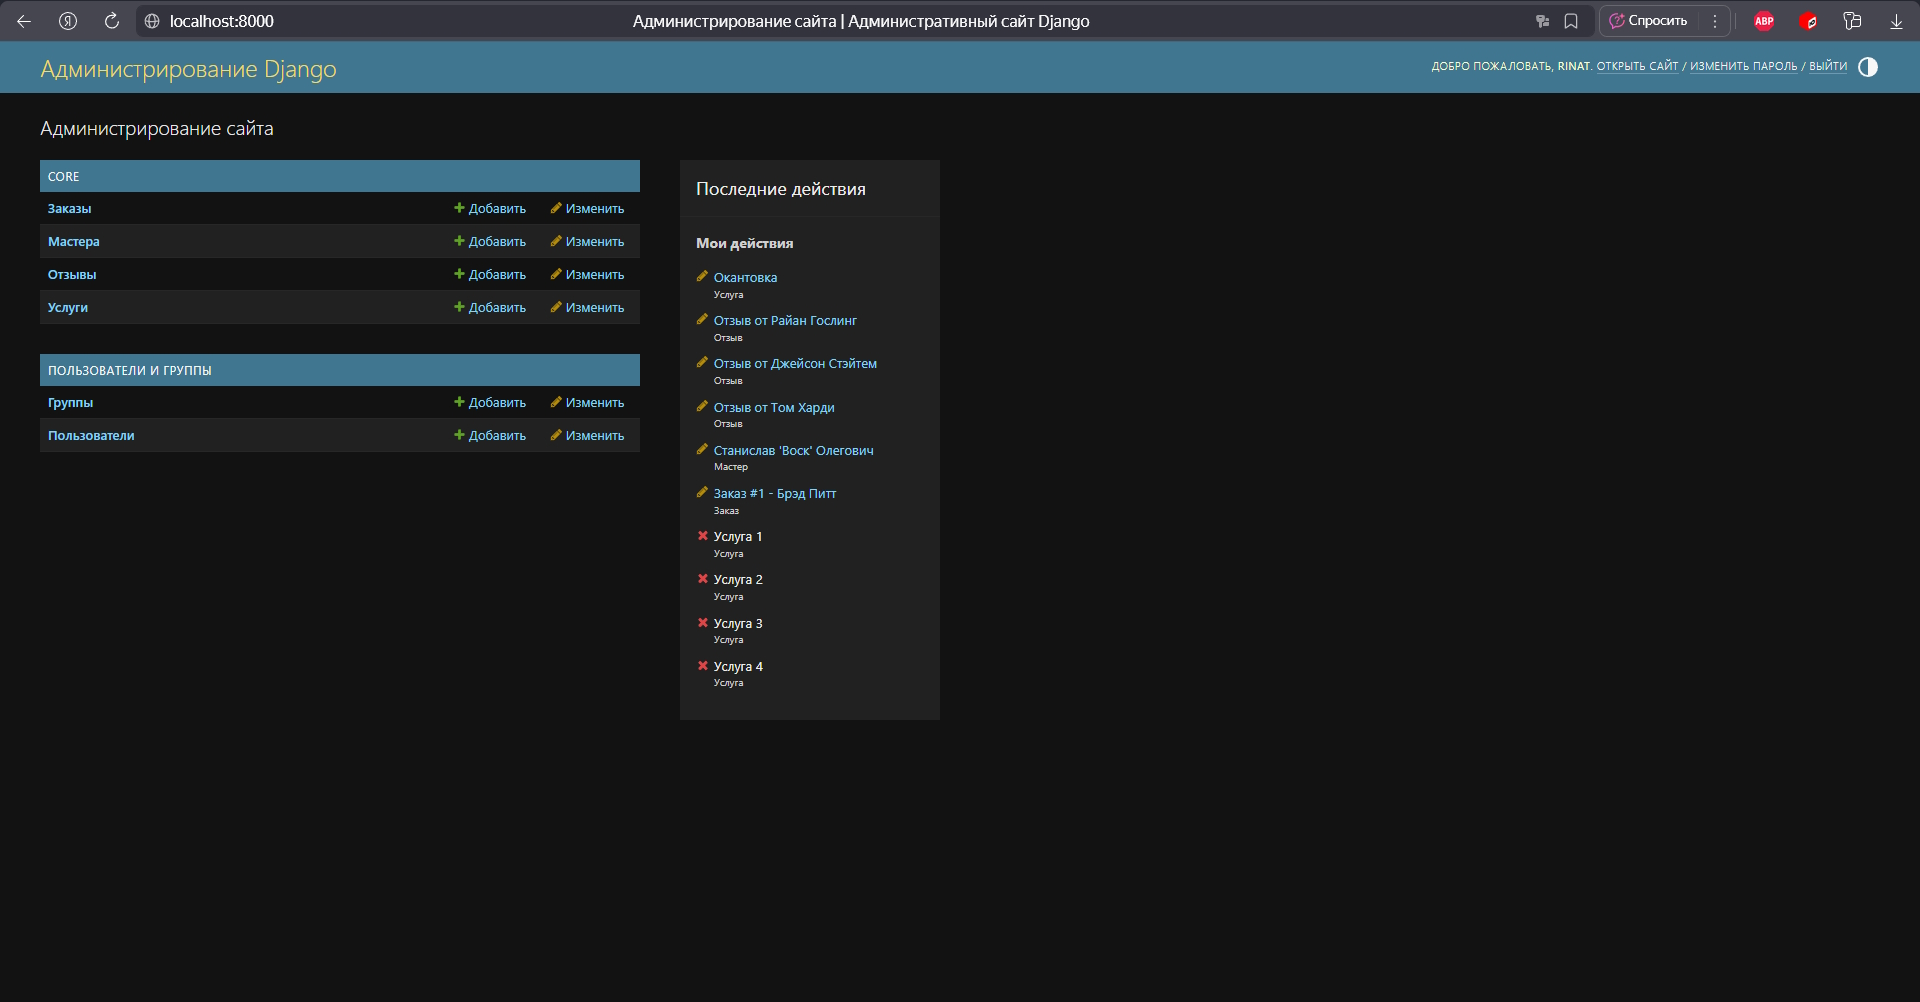 localhost:8000
Администрирование сайта | Административный сайт Django
Спросить
ABP
Администрирование Django
ДОБРО ПОЖАЛОВАТЬ, RINAT. ОТКРЫТЬ САЙТ / ИЗМЕНИТЬ ПАРОЛЬ / ВЫЙТИ
Администрирование сайта
CORE
Заказы Добавить Изменить
Мастера Добавить Изменить
Отзывы Добавить Изменить
Услуги Добавить Изменить
ПОЛЬЗОВАТЕЛИ И ГРУППЫ
Группы Добавить Изменить
Пользователи Добавить Изменить
Последние действия
Мои действия
Окантовка
Услуга
Отзыв от Райан Гослинг
Отзыв
Отзыв от Джейсон Стэйтем
Отзыв
Отзыв от Том Харди
Отзыв
Станислав 'Воск' Олегович
Мастер
Заказ #1 - Брэд Питт
Заказ
Услуга 1
Услуга
Услуга 2
Услуга
Услуга 3
Услуга
Услуга 4
Услуга